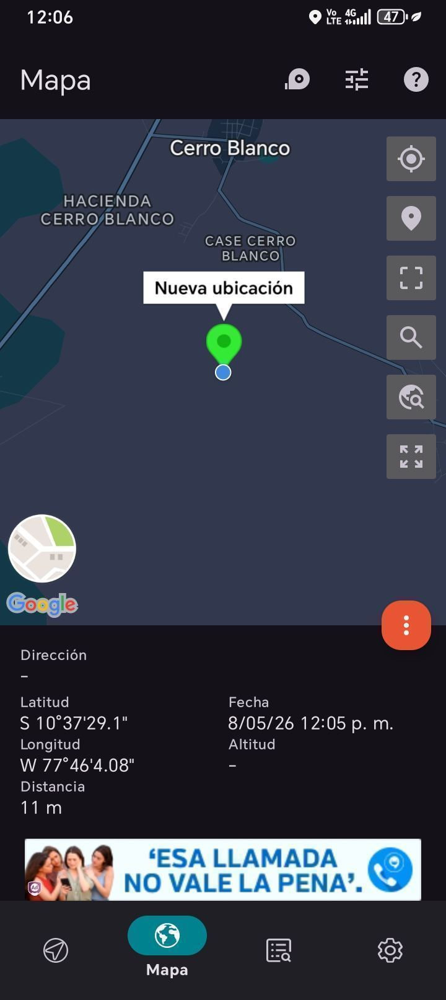 12:06
Vo LTE 4G 47
Mapa
Cerro Blanco
HACIENDA
CERRO BLANCO
CASE CERRO
BLANCO
Nueva ubicación
Google
Dirección
-
Latitud
S 10°37'29.1"
Fecha
8/05/26 12:05 p. m.
Longitud
W 77°46'4.08"
Altitud
-
Distancia
11 m
‘ESA LLAMADA
NO VALE LA PENA’.
Ad
Mapa